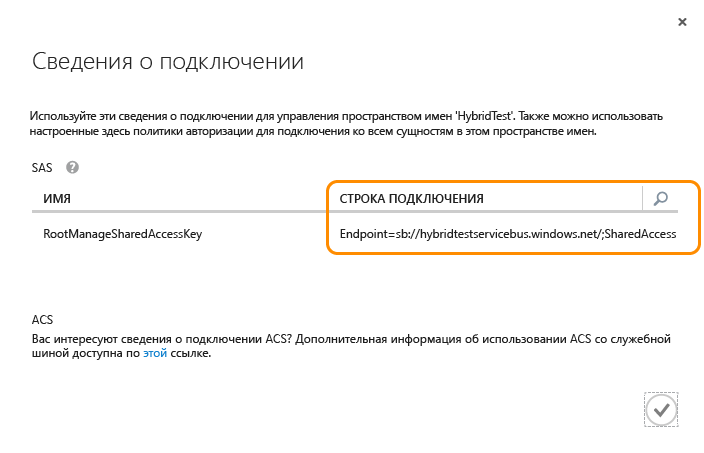 Сведения о подключении
Используйте эти сведения о подключении для управления пространством имен 'HybridTest'. Также можно использовать
настроенные здесь политики авторизации для подключения ко всем сущностям в этом пространстве имен.
SAS ?
ИМЯ СТРОКА ПОДКЛЮЧЕНИЯ
RootManageSharedAccessKey Endpoint=sb://hybridtestservicebus.windows.net/;SharedAccess
ACS
Вас интересуют сведения о подключении ACS? Дополнительная информация об использовании ACS со служебной
шиной доступна по этой ссылке.